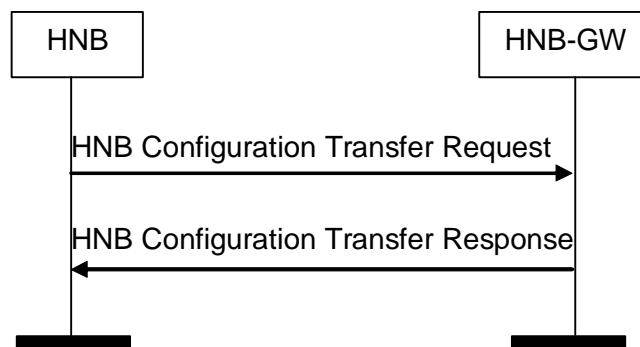 HNB
HNB-GW
HNB Configuration Transfer Request
HNB Configuration Transfer Response